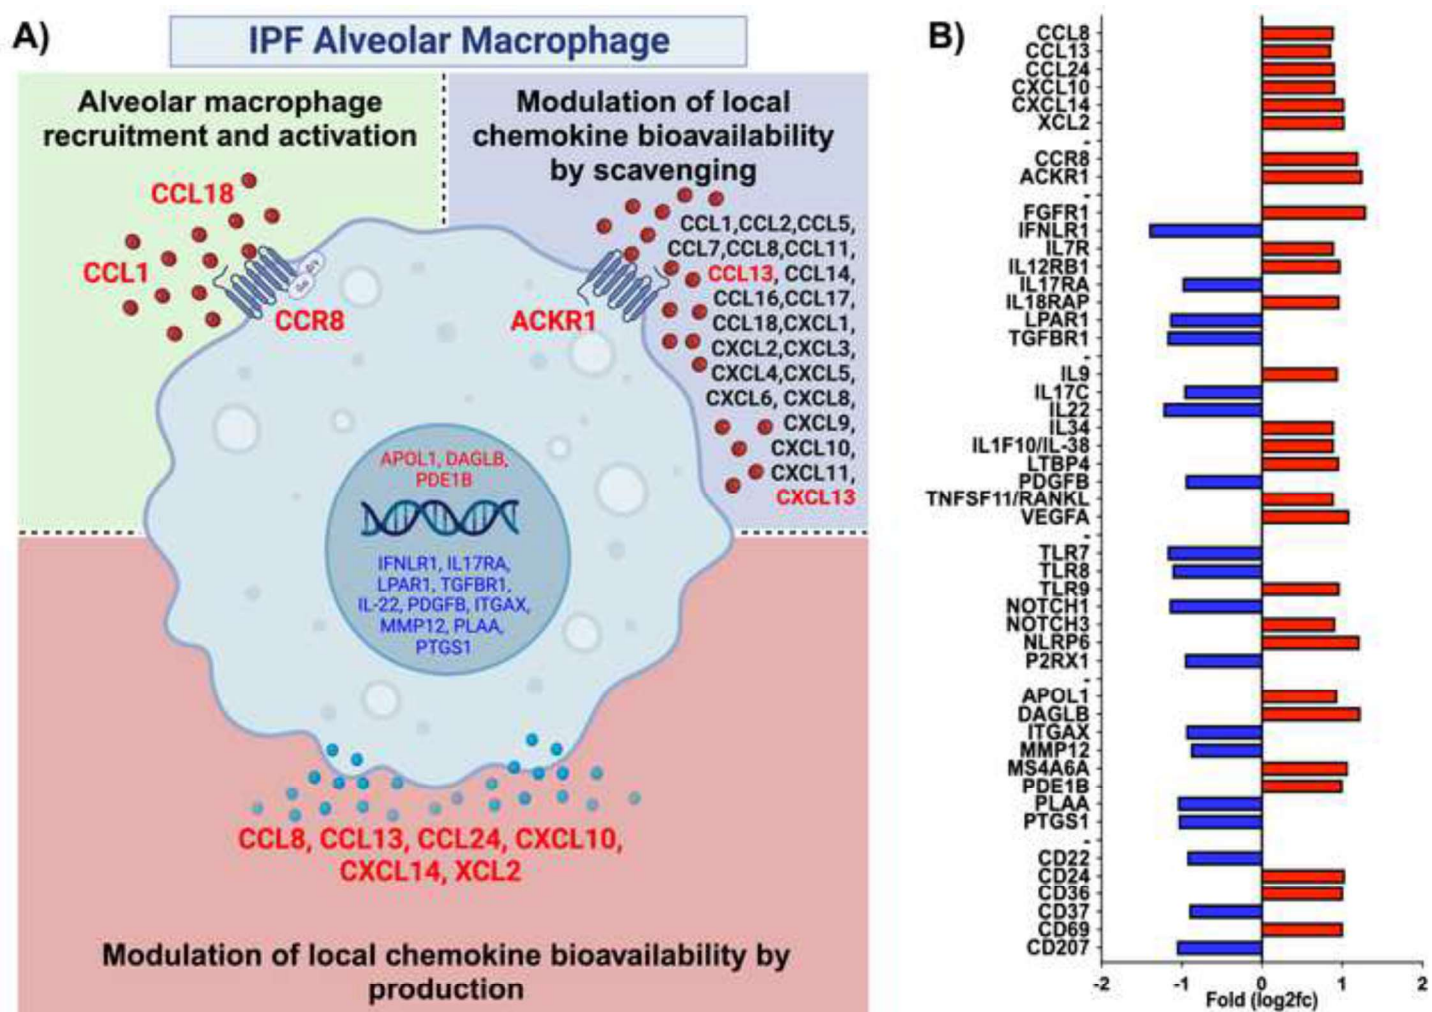 A)
IPF Alveolar Macrophage
Alveolar macrophage
recruitment and activation
CCL18
CCL1
CCR8
Modulation of local
chemokine bioavailability
by scavenging
CCL1,CCL2,CCL5,
CCL7,CCL8,CCL11,
CCL13, CCL14,
CCL16,CCL17,
CCL18,CXCL1,
CXCL2,CXCL3,
CXCL4,CXCL5,
CXCL6, CXCL8,
CXCL9,
CXCL10,
CXCL11,
CXCL13
ACKR1
APOL1, DAGLB,
PDE1B
IFNLR1, IL17RA,
LPAR1, TGFBR1,
IL-22, PDGFB, ITGAX,
MMP12, PLAA,
PTGS1
CCL8, CCL13, CCL24, CXCL10,
CXCL14, XCL2
Modulation of local chemokine bioavailability by
production
B)
CCL8
CCL13
CCL24
CXCL10
CXCL14
XCL2
-
CCR8
ACKR1
-
FGFR1
IFNLR1
IL7R
IL12RB1
IL17RA
IL18RAP
LPAR1
TGFBR1
-
IL9
IL17C
IL22
IL34
IL1F10/IL-38
LTBP4
PDGFB
TNFSF11/RANKL
VEGFA
-
TLR7
TLR8
TLR9
NOTCH1
NOTCH3
NLRP6
P2RX1
-
APOL1
DAGLB
ITGAX
MMP12
MS4A6A
PDE1B
PLAA
PTGS1
-
CD22
CD24
CD36
CD37
CD69
CD207
-2 -1 0 1 2
Fold (log2fc)